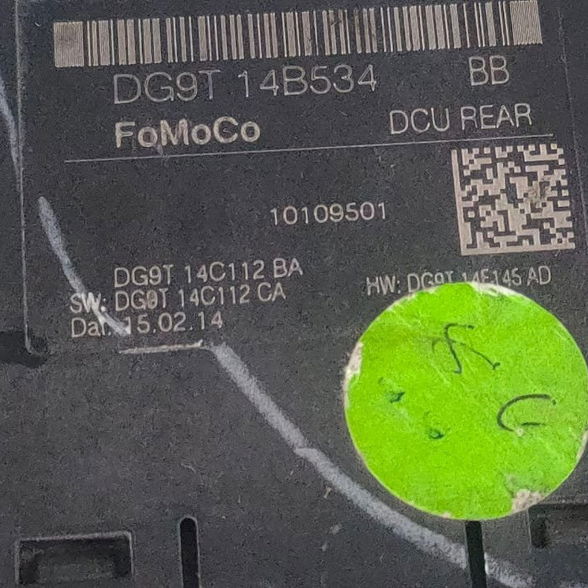 DG9T 14B534 BB
FoMoCo DCU REAR
10109501
DG9T 14C112 BA
SW: DG9T 14C112 CA HW: DG9T 14F145 AD
Dat. 15.02.14